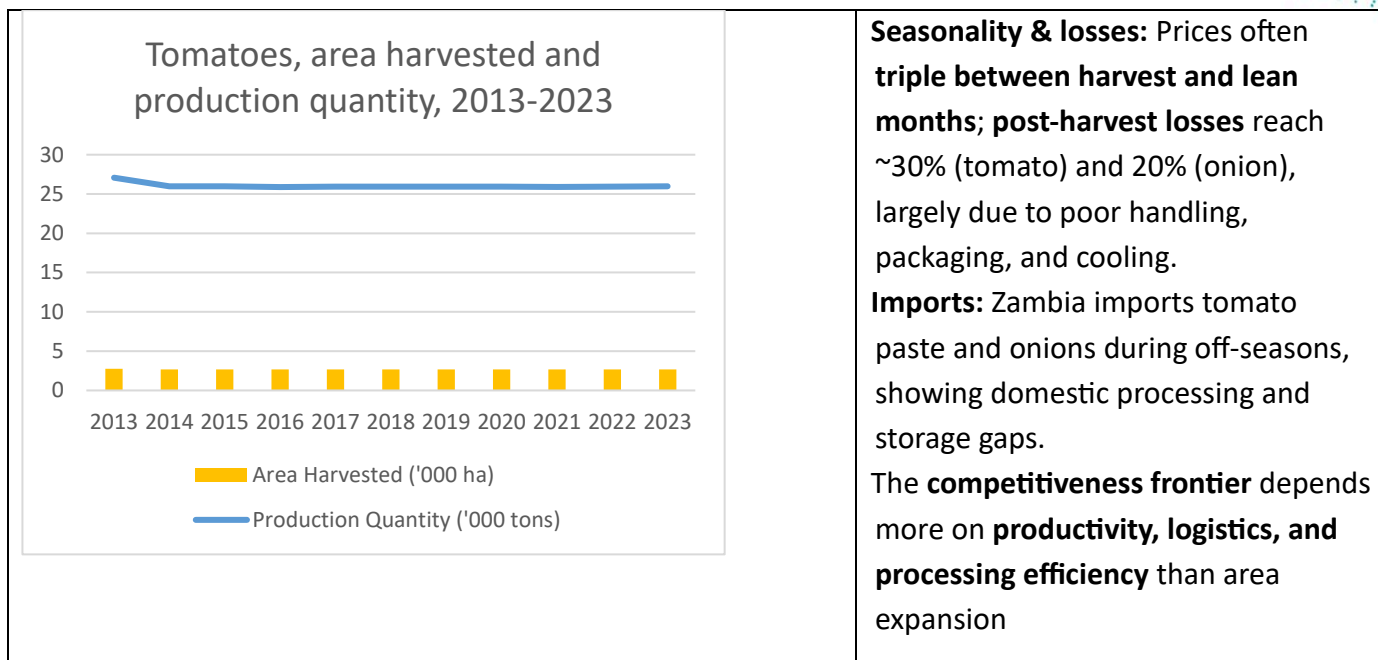 Tomatoes, area harvested and
production quantity, 2013-2023
30
25
20
15
10
5
0
2013 2014 2015 2016 2017 2018 2019 2020 2021 2022 2023
Area Harvested ('000 ha)
Production Quantity ('000 tons)
Seasonality & losses: Prices often
triple between harvest and lean
months; post-harvest losses reach
~30% (tomato) and 20% (onion),
largely due to poor handling,
packaging, and cooling.
Imports: Zambia imports tomato
paste and onions during off-seasons,
showing domestic processing and
storage gaps.
The competitiveness frontier depends
more on productivity, logistics, and
processing efficiency than area
expansion